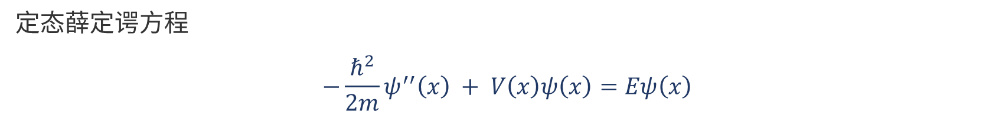 定态薛定谔方程
−ℏ²/2m ψ′′(x) + V(x)ψ(x) = Eψ(x)